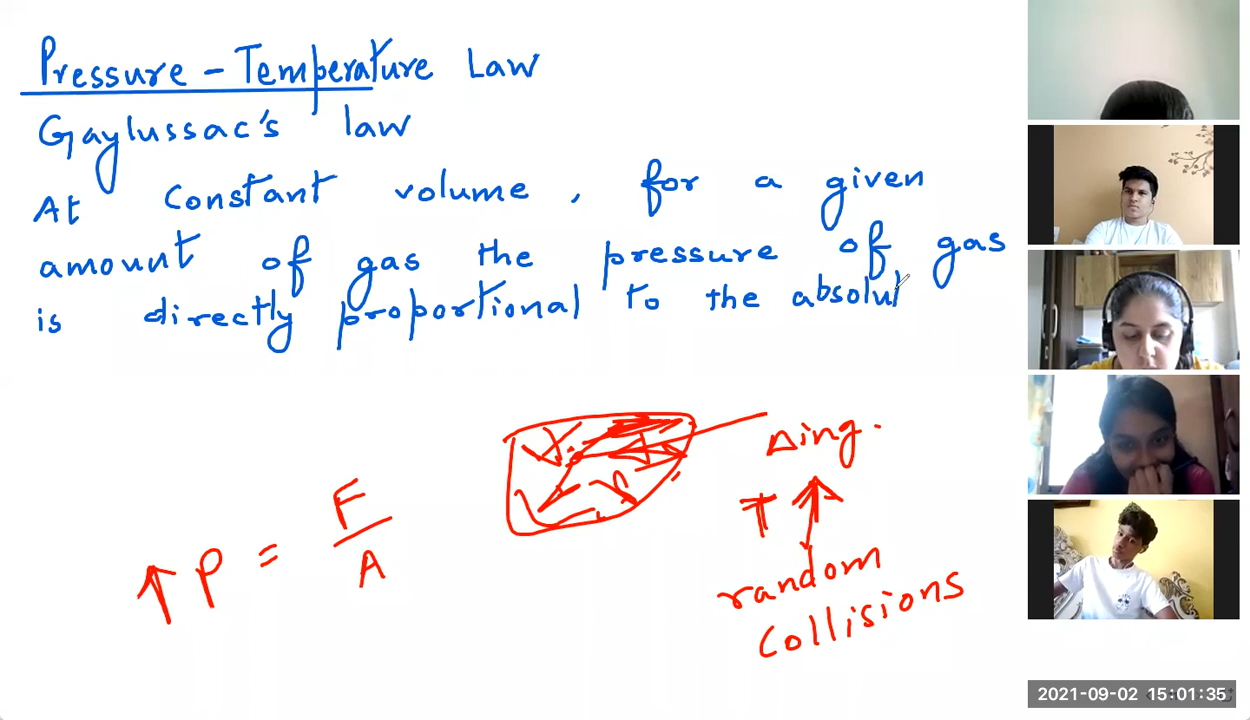 Pressure - Temperature Law
Gaylussac's law
At constant volume, for a given
amount of gas the pressure of gas
is directly proportional to the absolut
↑ P = F/A
Δing.
T ↑
random
collisions
2021-09-02 15:01:35